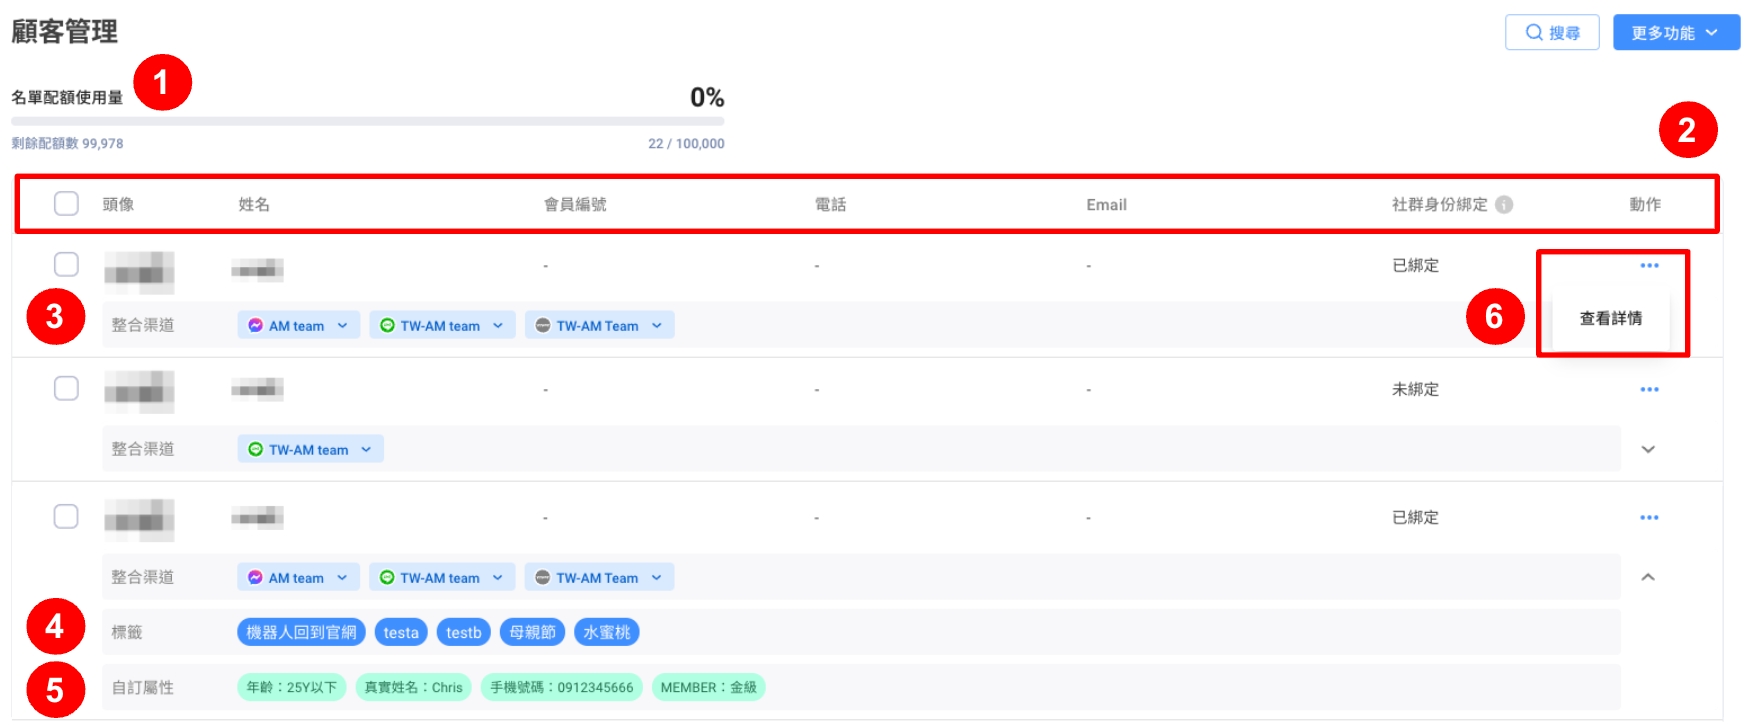 顧客管理
搜尋
更多功能
1
名單配額使用量
0%
剩餘配額數 99,978
22 / 100,000
2
頭像 姓名 會員編號 電話 Email 社群身份綁定 i 動作
- - - 已綁定
3
整合渠道 AM team TW-AM team TW-AM Team
6
查看詳情
- - - 未綁定
整合渠道 TW-AM team
- - - 已綁定
整合渠道 AM team TW-AM team TW-AM Team
4
標籤 機器人回到官網 testa testb 母親節 水蜜桃
5
自訂屬性 年齡：25Y以下 真實姓名：Chris 手機號碼：0912345666 MEMBER：金級